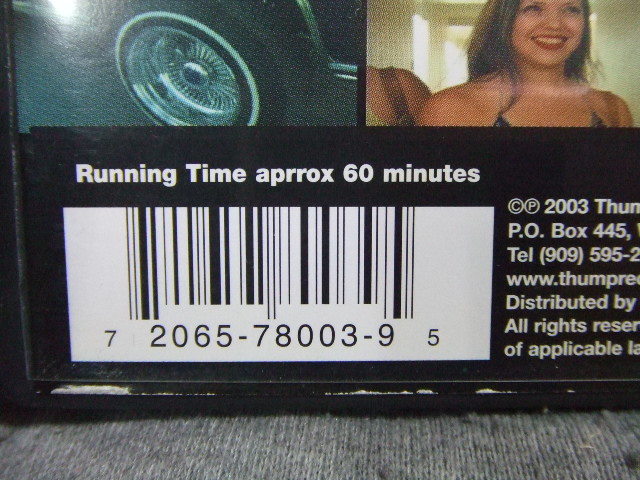 Running Time aprrox 60 minutes
7 2065-78003-9 5
©℗ 2003 Thum
P.O. Box 445, W
Tel (909) 595-2
www.thumprec
Distributed by
All rights reser
of applicable la